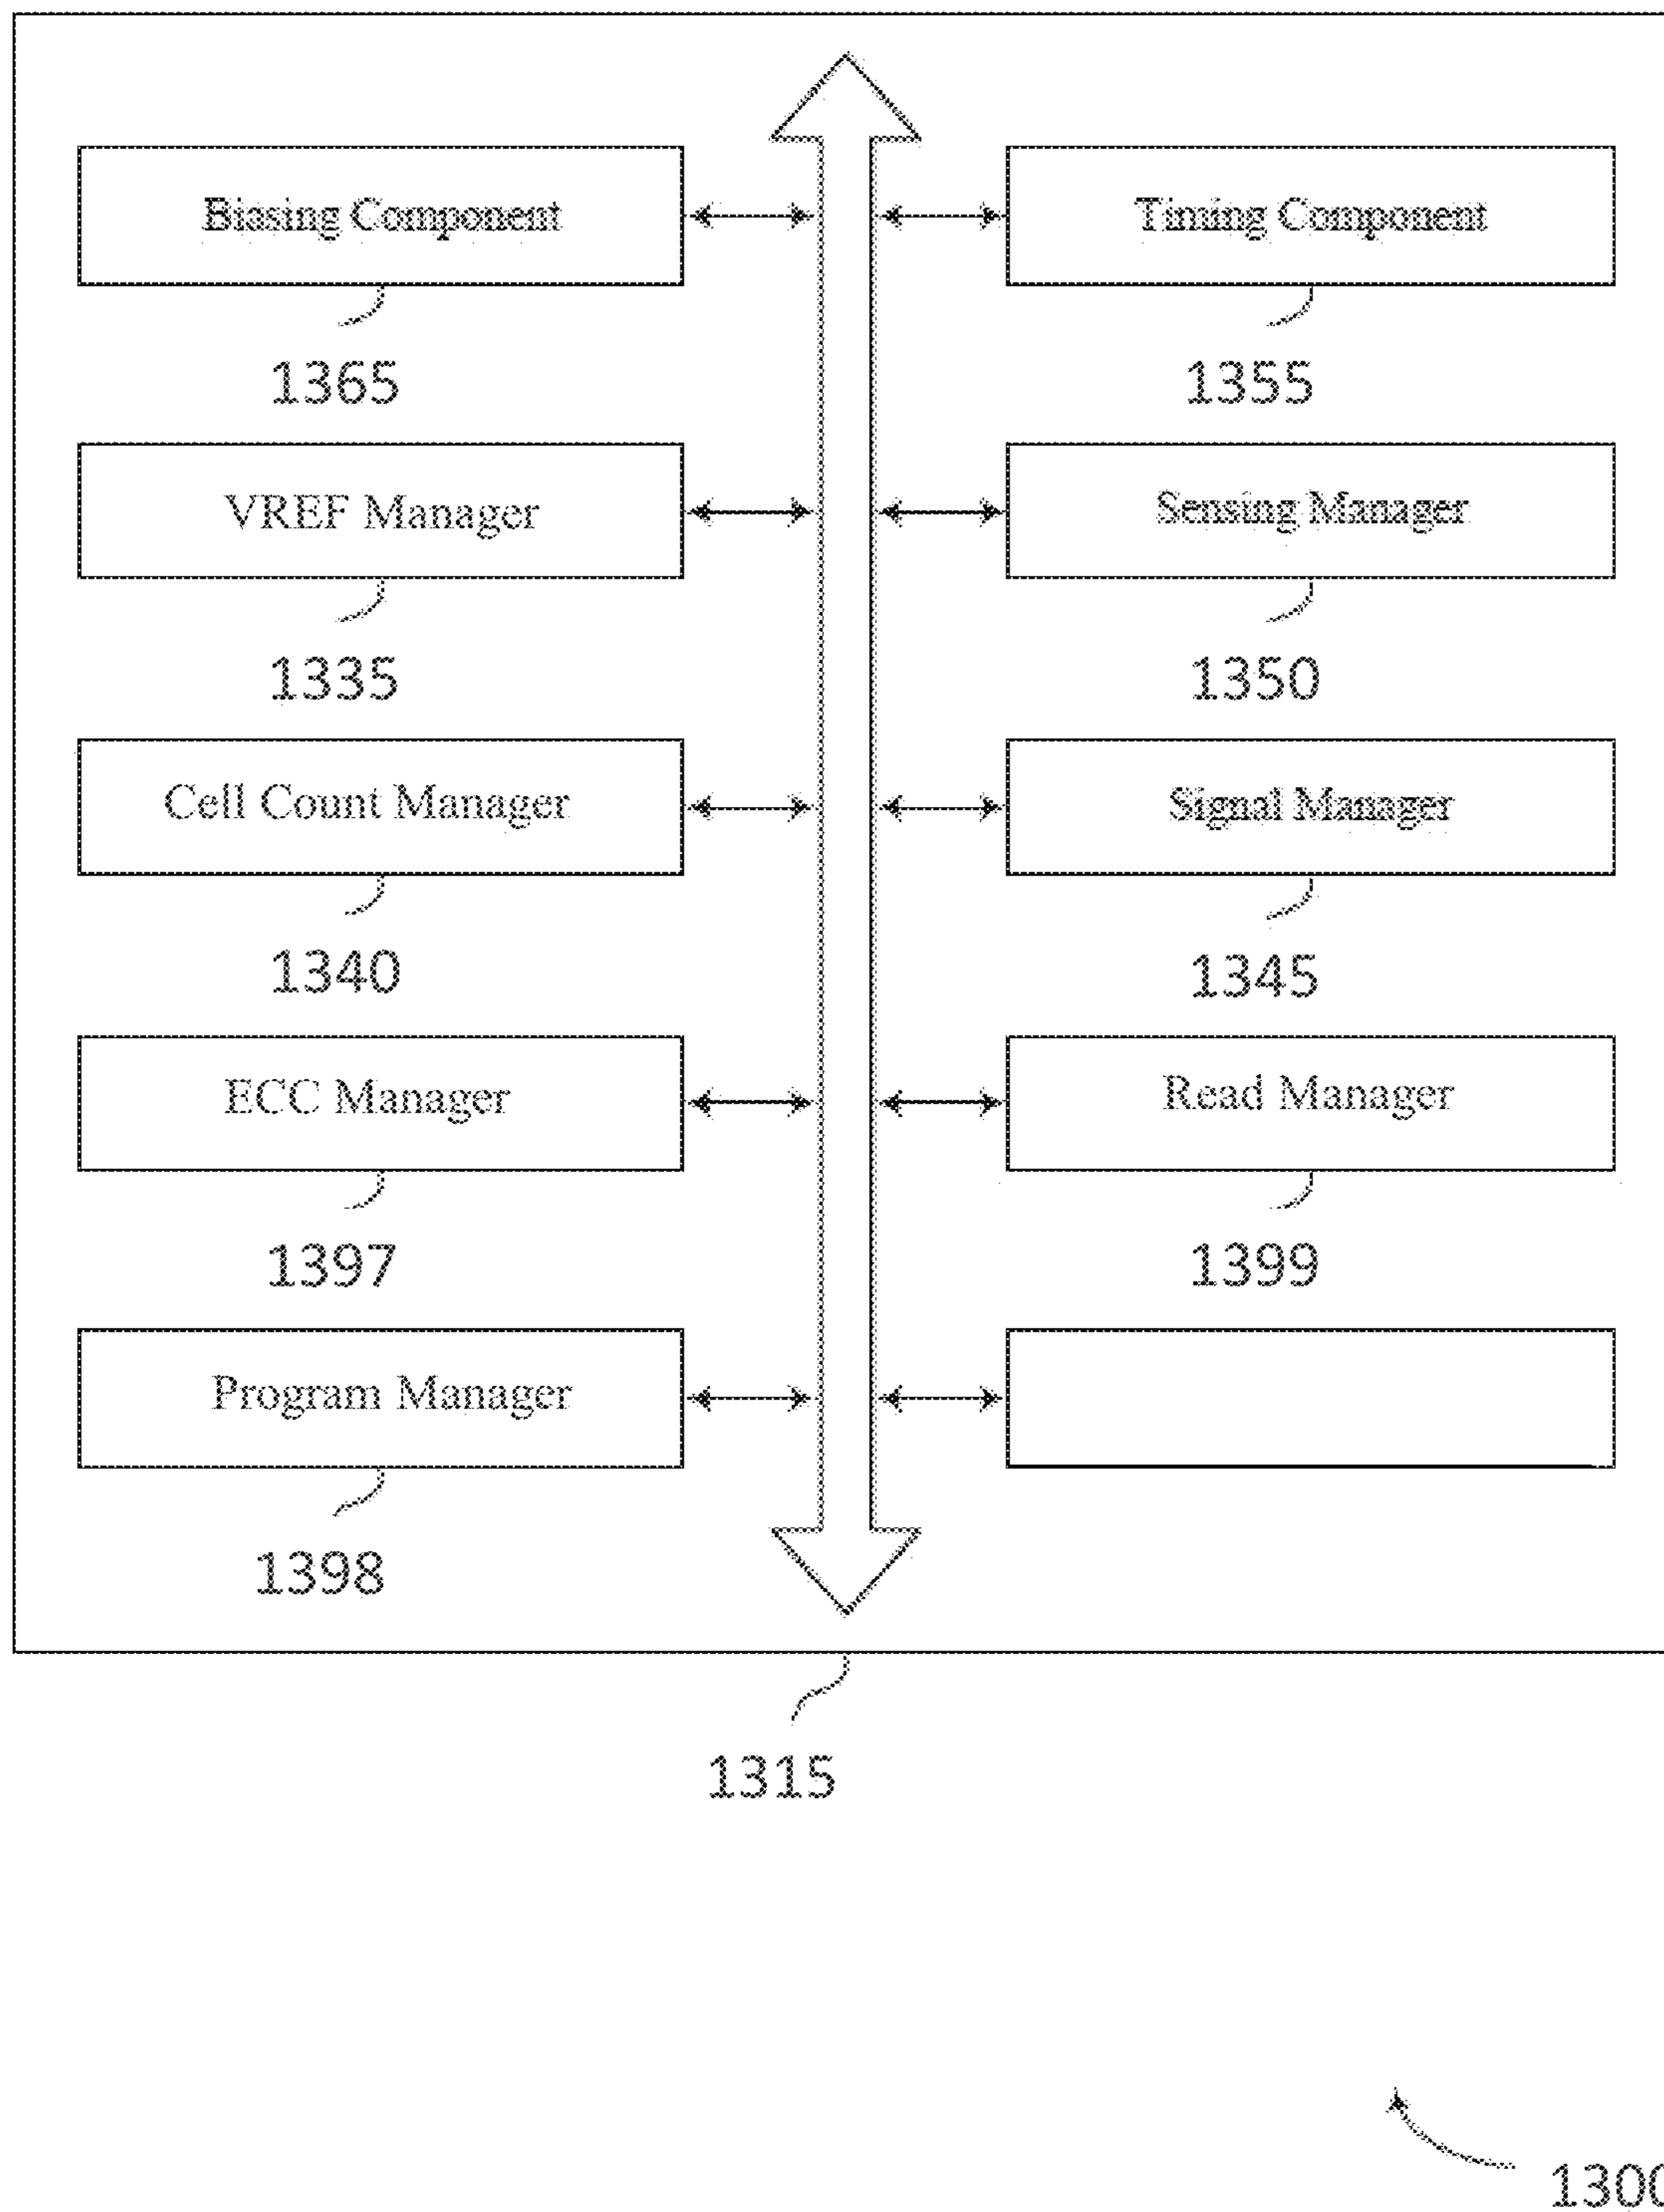 Biasing Component
Timing Component
1365
1355
VREF Manager
Sensing Manager
1335
1350
Cell Count Manager
Signal Manager
1340
1345
ECC Manager
Read Manager
1397
1399
Program Manager
1398
1315
1300